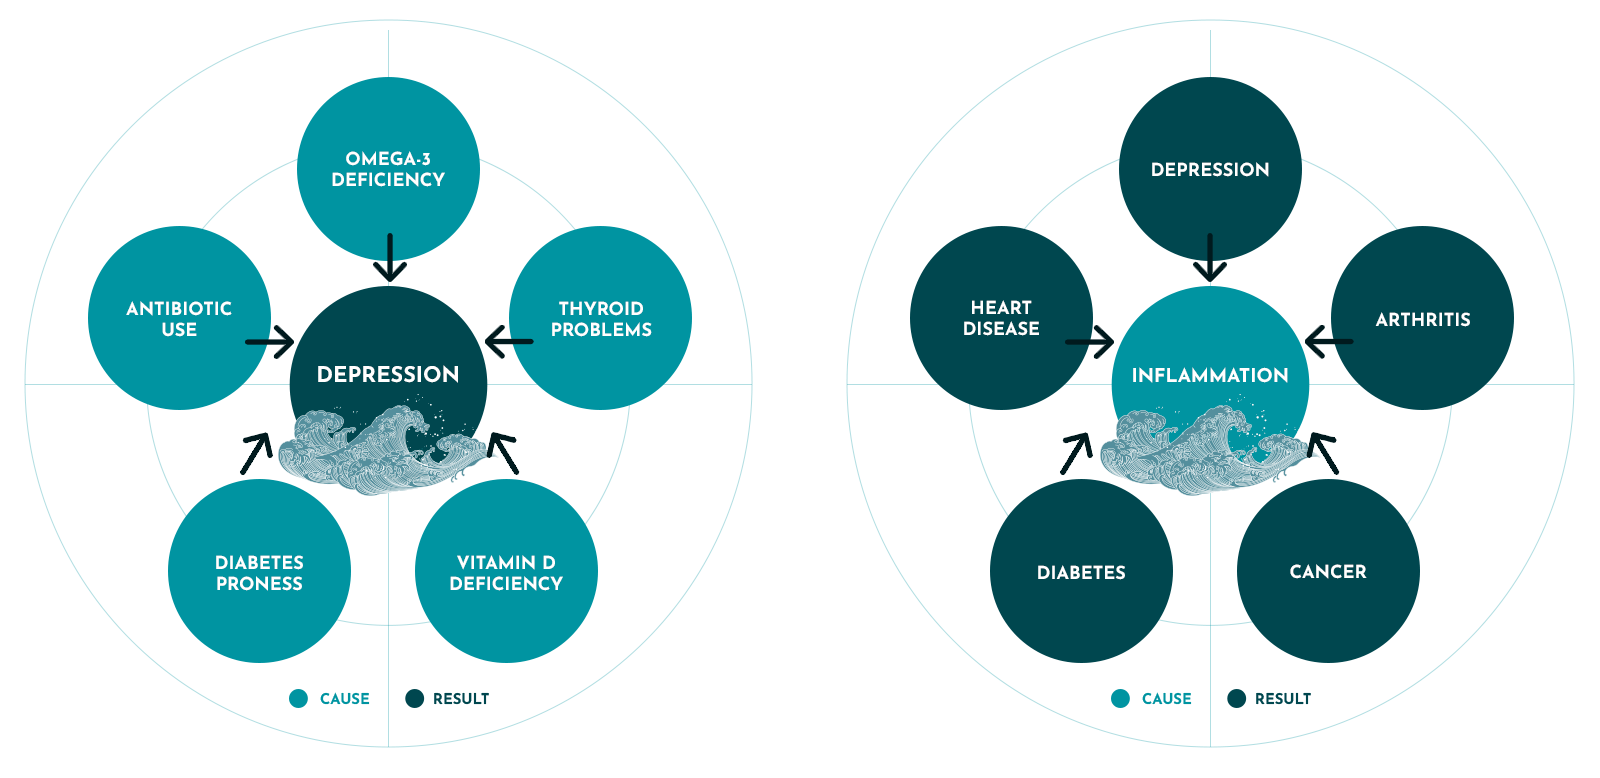 OMEGA-3
DEFICIENCY
ANTIBIOTIC
USE
THYROID
PROBLEMS
DEPRESSION
DIABETES
PRONESS
VITAMIN D
DEFICIENCY
CAUSE
RESULT
DEPRESSION
HEART
DISEASE
ARTHRITIS
INFLAMMATION
DIABETES
CANCER
CAUSE
RESULT